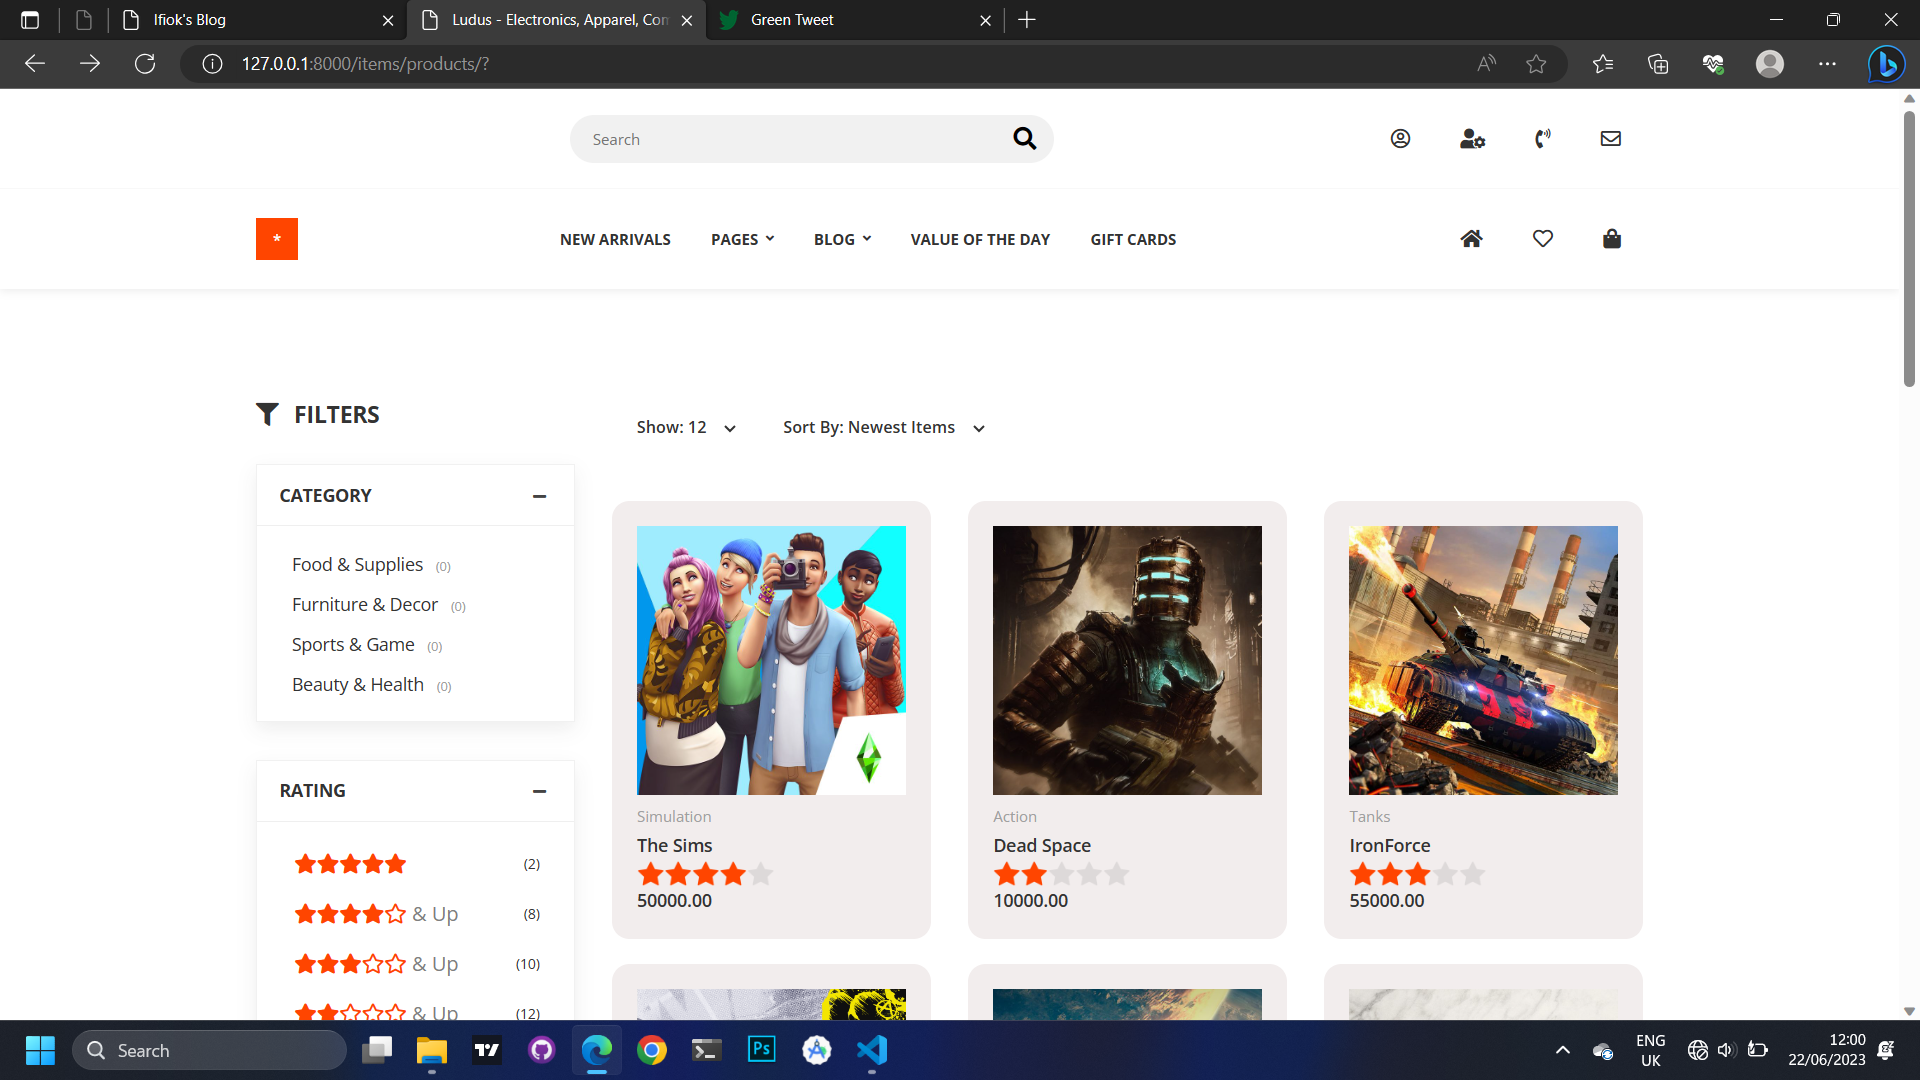 Ifiok's Blog
Ludus - Electronics, Apparel, Com
Green Tweet
127.0.0.1:8000/items/products/?
Search
*
NEW ARRIVALS
PAGES
BLOG
VALUE OF THE DAY
GIFT CARDS
FILTERS
Show: 12
Sort By: Newest Items
CATEGORY
Food & Supplies (0)
Furniture & Decor (0)
Sports & Game (0)
Beauty & Health (0)
RATING
(2)
& Up (8)
& Up (10)
& Up (12)
Simulation
The Sims
50000.00
Action
Dead Space
10000.00
Tanks
IronForce
55000.00
Search
Ps
ENG
UK
12:00
22/06/2023